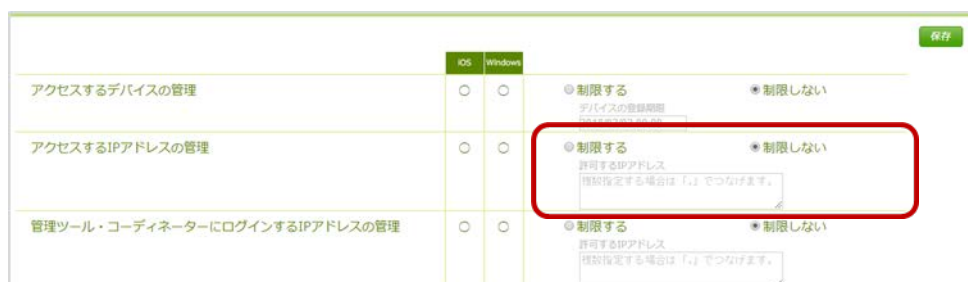 保存
iOS Windows
アクセスするデバイスの管理 ○ ○ 制限する 制限しない
デバイスの登録期限
アクセスするIPアドレスの管理 ○ ○ 制限する 制限しない
許可するIPアドレス
複数指定する場合は「,」でつなげます。
管理ツール・コーディネーターにログインするIPアドレスの管理 ○ ○ 制限する 制限しない
許可するIPアドレス
複数指定する場合は「,」でつなげます。